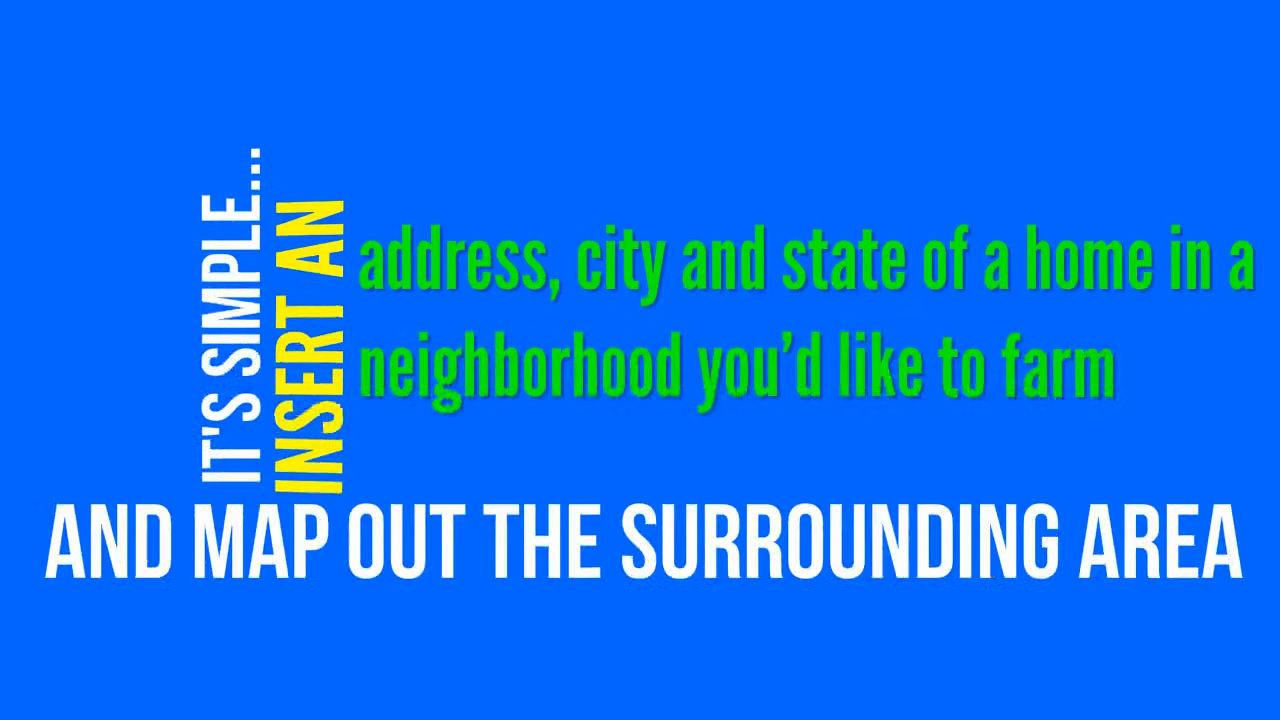 IT'S SIMPLE...
INSERT AN
address, city and state of a home in a
neighborhood you’d like to farm
AND MAP OUT THE SURROUNDING AREA